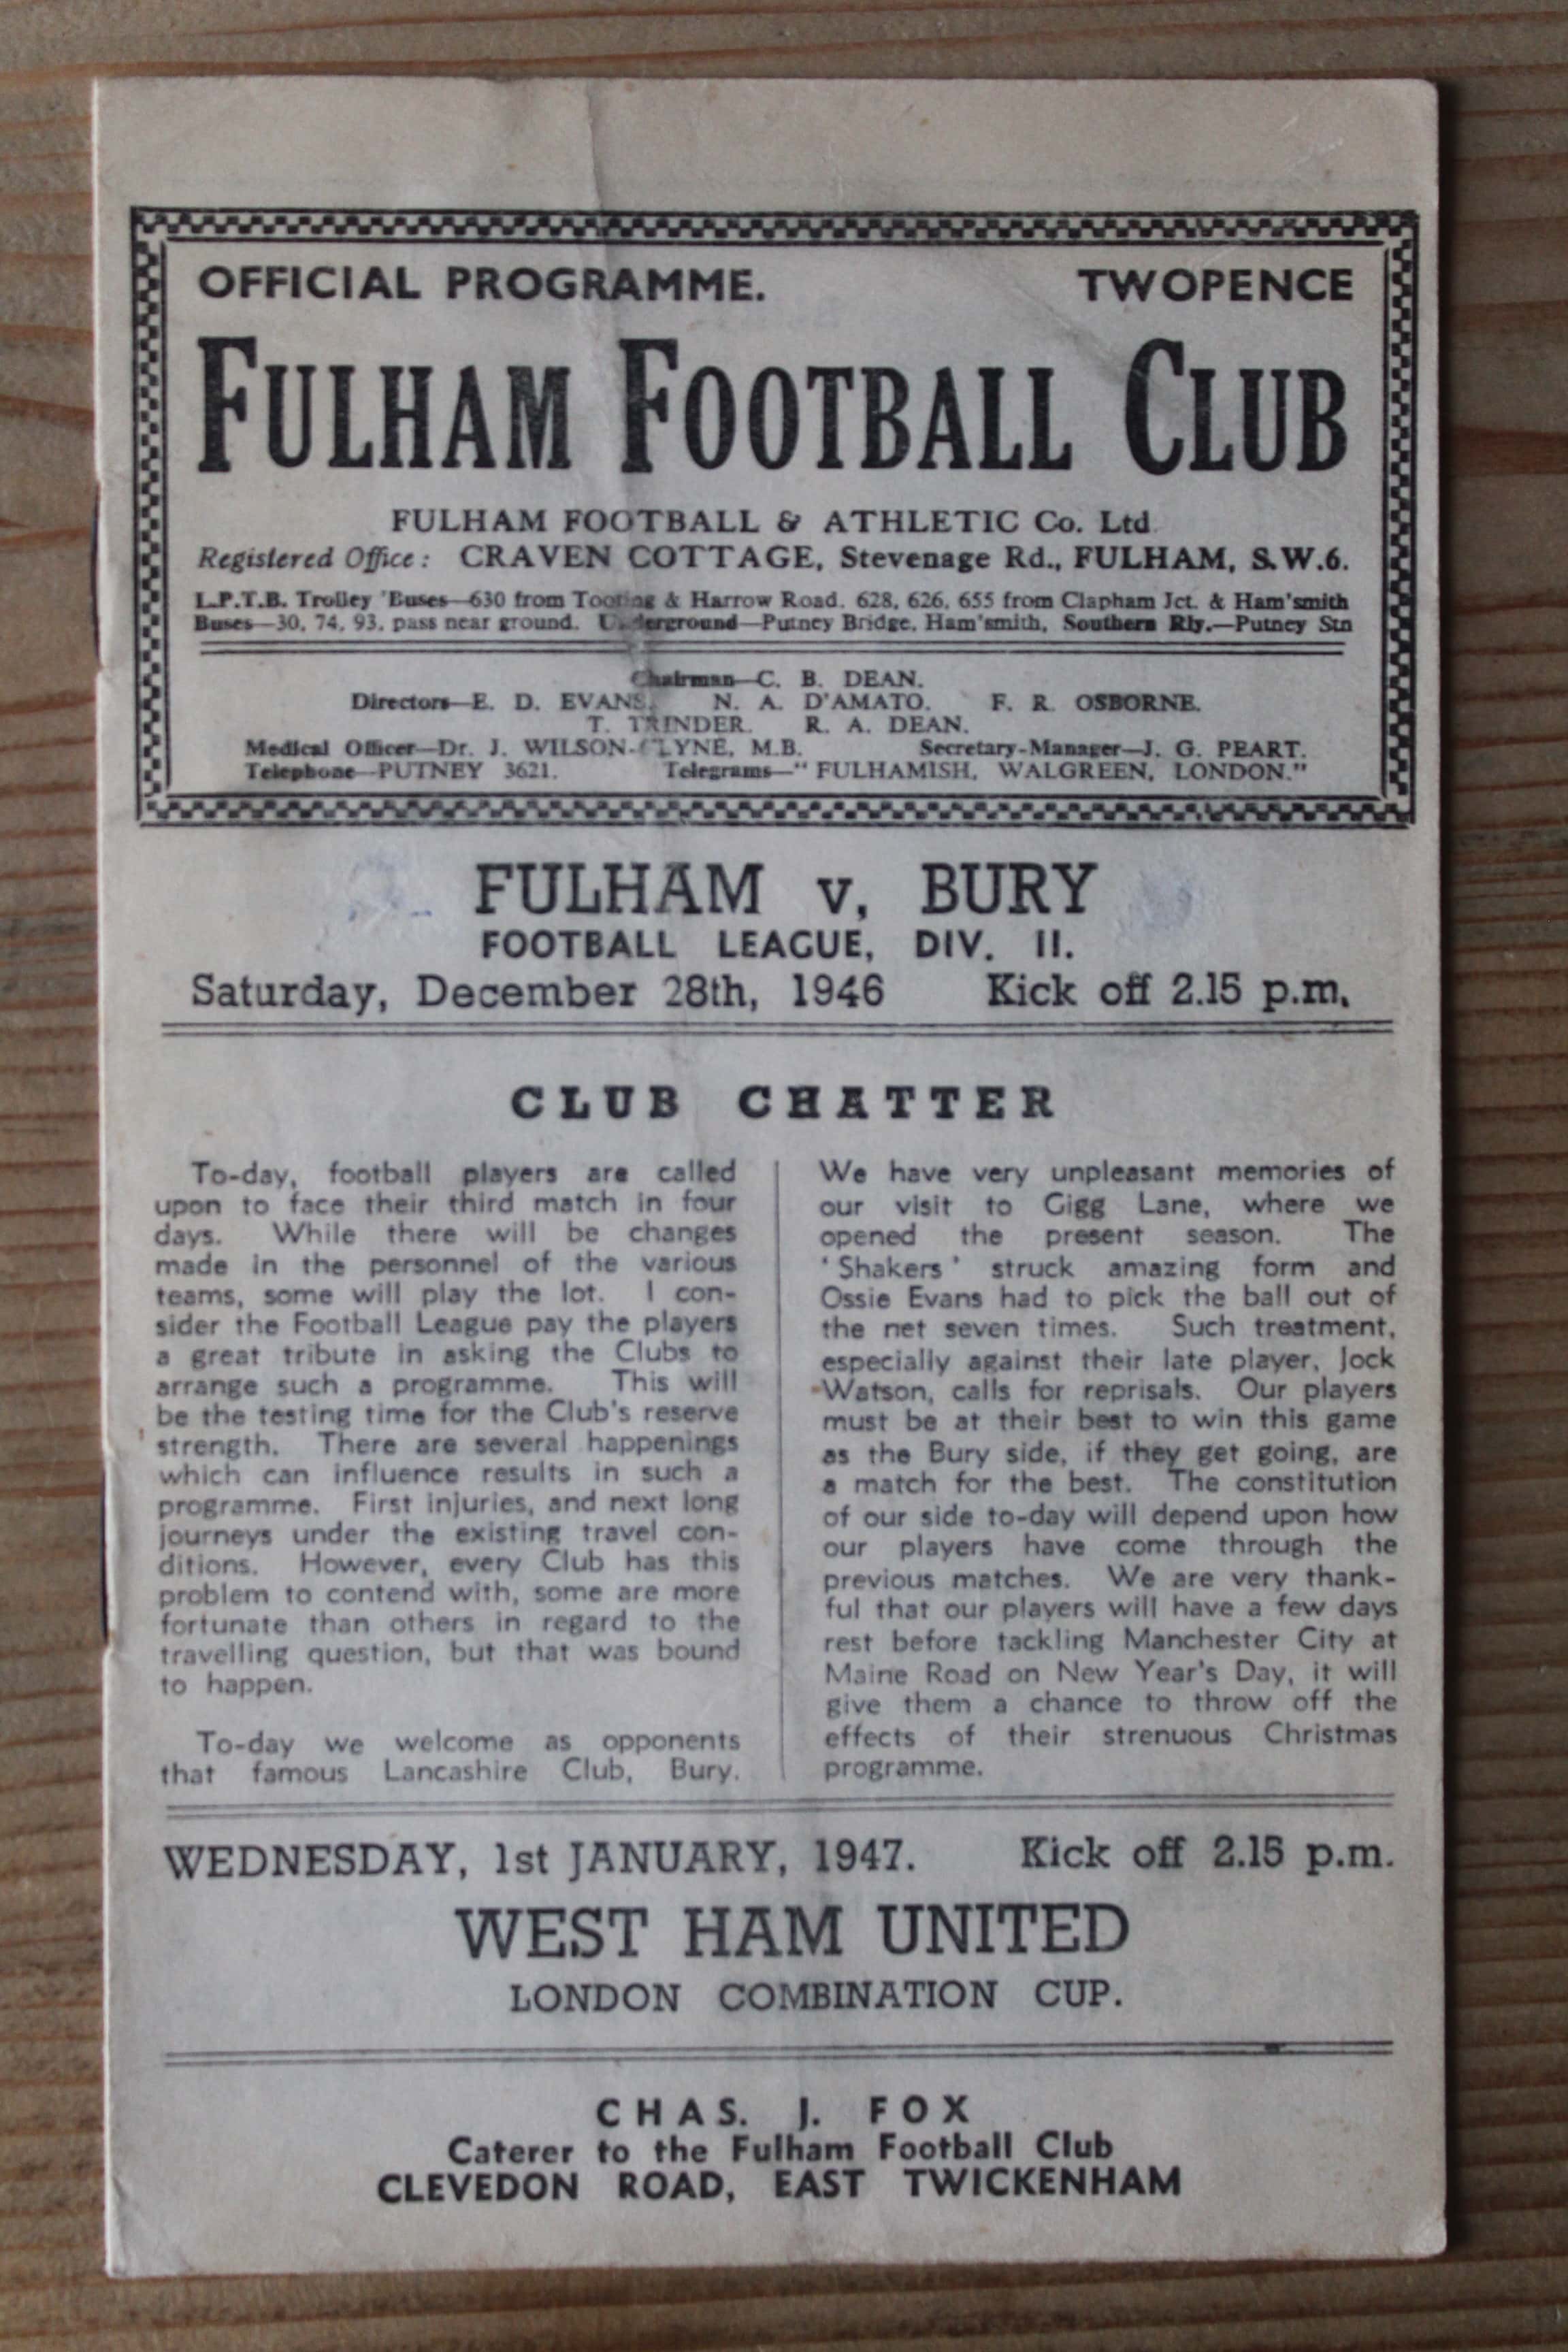 OFFICIAL PROGRAMME. TWOPENCE
FULHAM FOOTBALL CLUB
FULHAM FOOTBALL & ATHLETIC Co. Ltd.
Registered Office: CRAVEN COTTAGE, Stevenage Rd., FULHAM, S.W.6.
L.P.T.B. Trolley 'Buses—630 from Tooting & Harrow Road. 628, 626, 655 from Clapham Jct. & Ham'smith
Buses—30, 74, 93, pass near ground. Underground—Putney Bridge, Ham'smith, Southern Rly.—Putney Stn
Chairman—C. B. DEAN.
Directors—E. D. EVANS. N. A. D'AMATO. F. R. OSBORNE.
T. TRINDER. R. A. DEAN.
Medical Officer—Dr. J. WILSON-CLYNE, M.B. Secretary-Manager—J. G. PEART.
Telephone—PUTNEY 3621. Telegrams—" FULHAMISH, WALGREEN, LONDON."
FULHAM v. BURY
FOOTBALL LEAGUE, DIV. II.
Saturday, December 28th, 1946 Kick off 2.15 p.m.
CLUB CHATTER
To-day, football players are called
upon to face their third match in four
days. While there will be changes
made in the personnel of the various
teams, some will play the lot. I con-
sider the Football League pay the players
a great tribute in asking the Clubs to
arrange such a programme. This will
be the testing time for the Club's reserve
strength. There are several happenings
which can influence results in such a
programme. First injuries, and next long
journeys under the existing travel con-
ditions. However, every Club has this
problem to contend with, some are more
fortunate than others in regard to the
travelling question, but that was bound
to happen.
To-day we welcome as opponents
that famous Lancashire Club, Bury.
We have very unpleasant memories of
our visit to Gigg Lane, where we
opened the present season. The
' Shakers ' struck amazing form and
Ossie Evans had to pick the ball out of
the net seven times. Such treatment,
especially against their late player, Jock
Watson, calls for reprisals. Our players
must be at their best to win this game
as the Bury side, if they get going, are
a match for the best. The constitution
of our side to-day will depend upon how
our players have come through the
previous matches. We are very thank-
ful that our players will have a few days
rest before tackling Manchester City at
Maine Road on New Year's Day, it will
give them a chance to throw off the
effects of their strenuous Christmas
programme.
WEDNESDAY, 1st JANUARY, 1947. Kick off 2.15 p.m.
WEST HAM UNITED
LONDON COMBINATION CUP.
CHAS. J. FOX
Caterer to the Fulham Football Club
CLEVEDON ROAD, EAST TWICKENHAM